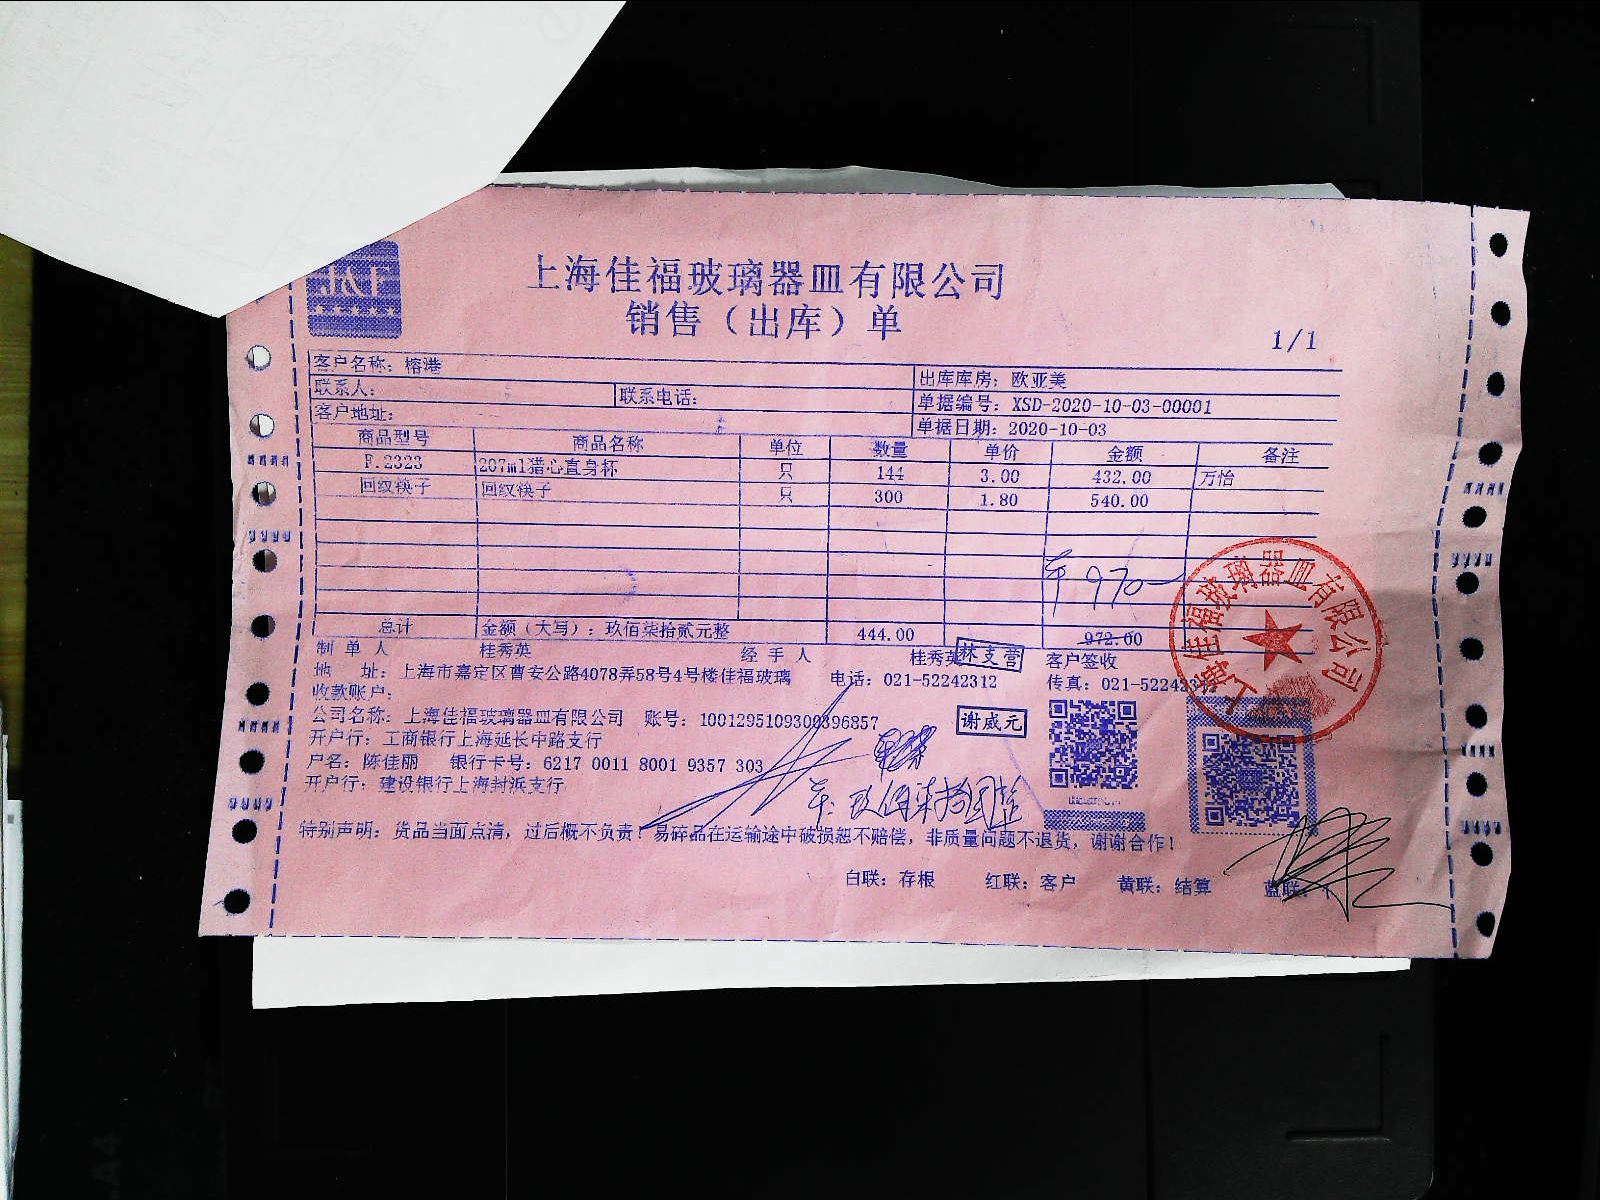 上海佳福玻璃器皿有限公司
销售（出库）单
1/1
客户名称：榕港
出库库房：欧亚美
联系人：
联系电话：
单据编号：XSD-2020-10-03-00001
客户地址：
单据日期：2020-10-03
商品型号 商品名称 单位 数量 单价 金额 备注
F.2323 207ml猎心直身杯 只 144 3.00 432.00 万怡
回纹筷子 回纹筷子 只 300 1.80 540.00
970
总计 金额（大写）：玖佰柒拾贰元整 444.00 972.00
制单人 桂秀英 经手人 桂秀英 林支营 客户签收
地 址：上海市嘉定区曹安公路4078弄58号4号楼佳福玻璃 电话：021-52242312 传真：021-52242
收款账户：
公司名称：上海佳福玻璃器皿有限公司 账号：1001295109300396857
谢威元
开户行：工商银行上海延长中路支行
户名：陈佳丽 银行卡号：6217 0011 8001 9357 303
开户行：建设银行上海封浜支行
玖佰柒拾圆整
特别声明：货品当面点清，过后概不负责！易碎品在运输途中破损恕不赔偿，非质量问题不退货，谢谢合作！
白联：存根 红联：客户 黄联：结算 蓝联：
上海佳福玻璃器皿有限公司